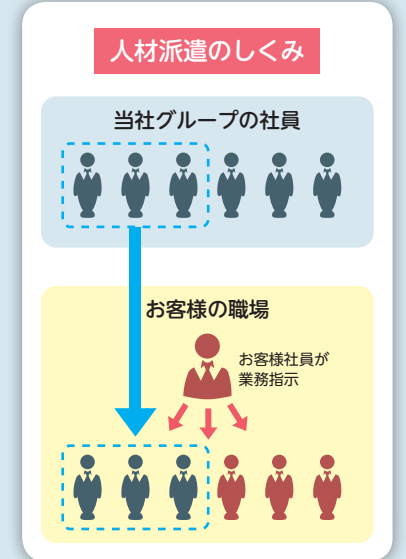 人材派遣のしくみ
当社グループの社員
お客様の職場
お客様社員が
業務指示